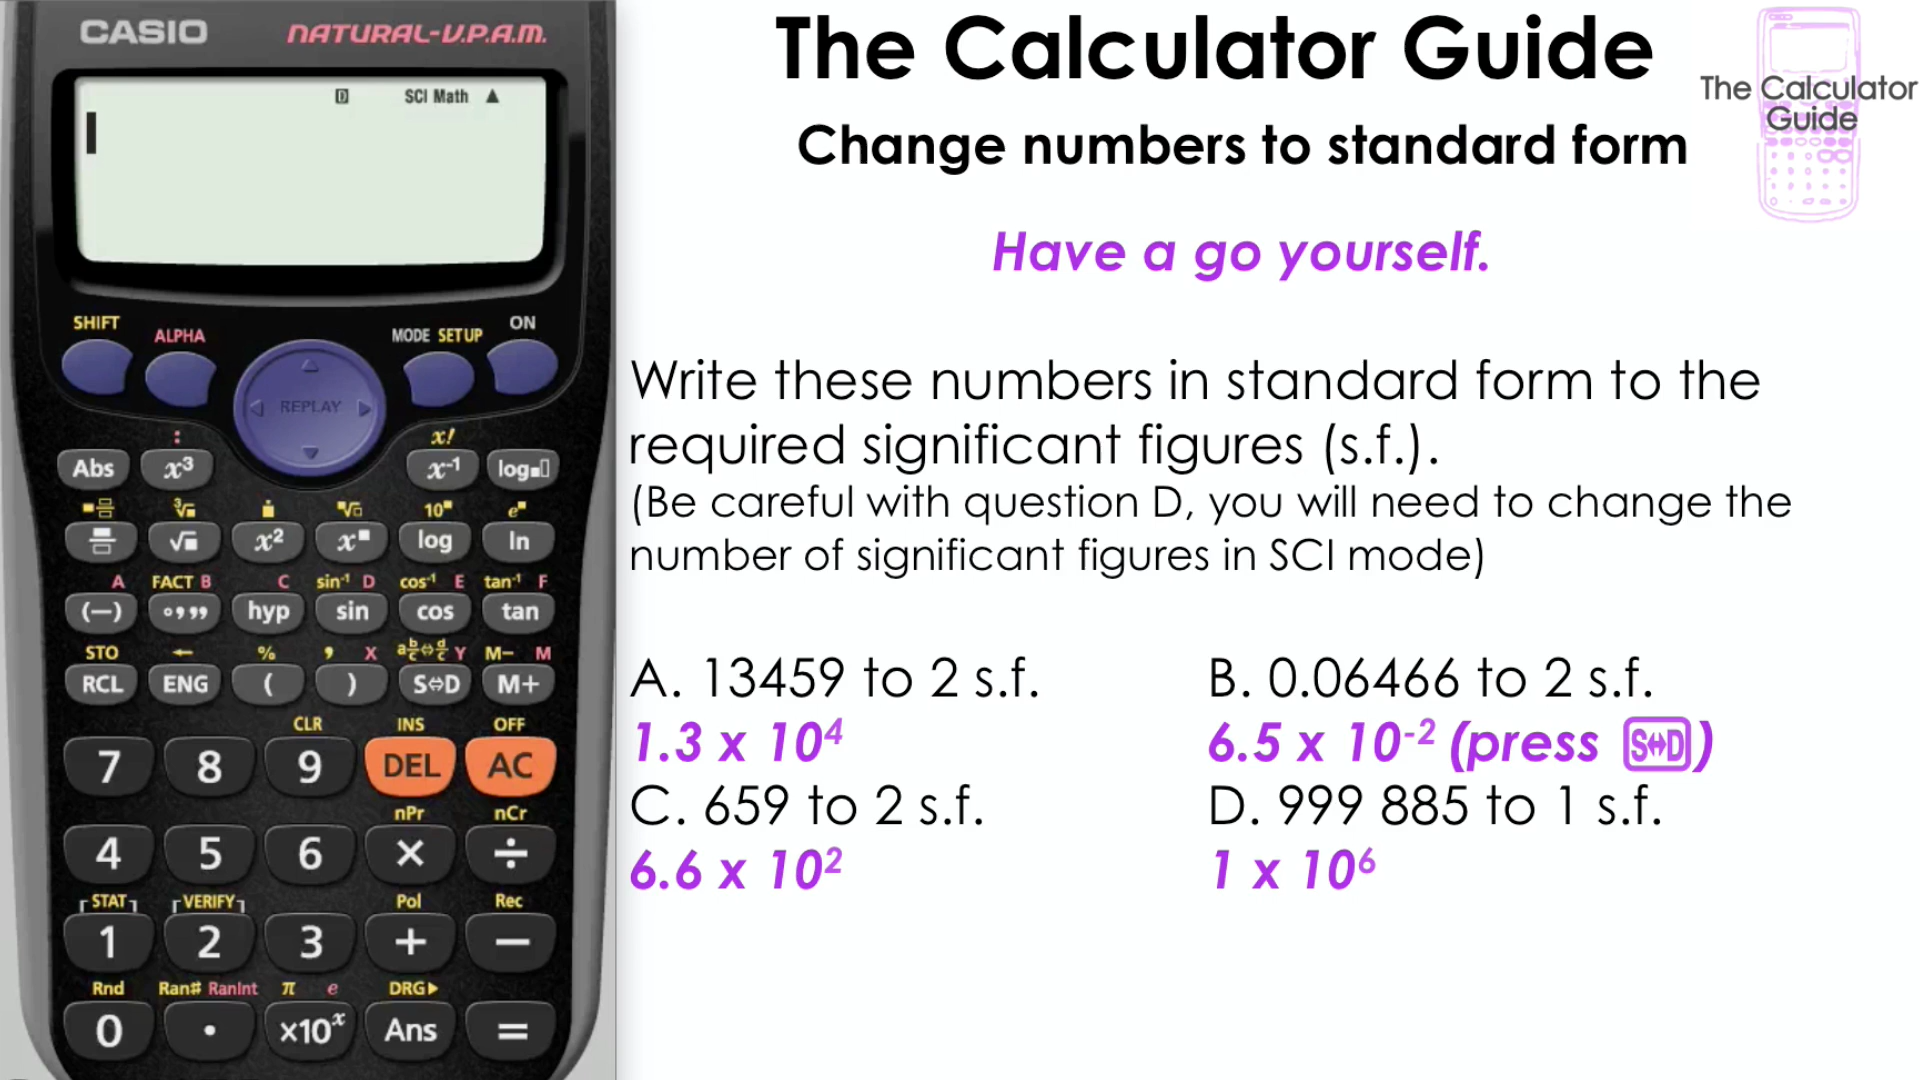 CASIO
NATURAL-V.P.A.M.
D SCI Math ▲
SHIFT
ALPHA
MODE SETUP
ON
REPLAY
: x!
Abs x³ x⁻¹ log■▯
³√■ ■√▯ 10■ e■
√■ x² x■ log ln
A FACT B C sin⁻¹ D cos⁻¹ E tan⁻¹ F
(−) °’’’ hyp sin cos tan
STO ← % , X a b/c⇔d/c Y M− M
RCL ENG ( ) S⇔D M+
CLR INS OFF
7 8 9 DEL AC
nPr nCr
4 5 6 × ÷
STAT VERIFY Pol Rec
1 2 3 + −
Rnd Ran# RanInt π e DRG▶
0 . ×10ˣ Ans =
The Calculator Guide
The Calculator
Guide
Change numbers to standard form
Have a go yourself.
Write these numbers in standard form to the
required significant figures (s.f.).
(Be careful with question D, you will need to change the
number of significant figures in SCI mode)
A. 13459 to 2 s.f.
1.3 x 10⁴
B. 0.06466 to 2 s.f.
6.5 x 10⁻² (press S⇔D)
C. 659 to 2 s.f.
6.6 x 10²
D. 999 885 to 1 s.f.
1 x 10⁶